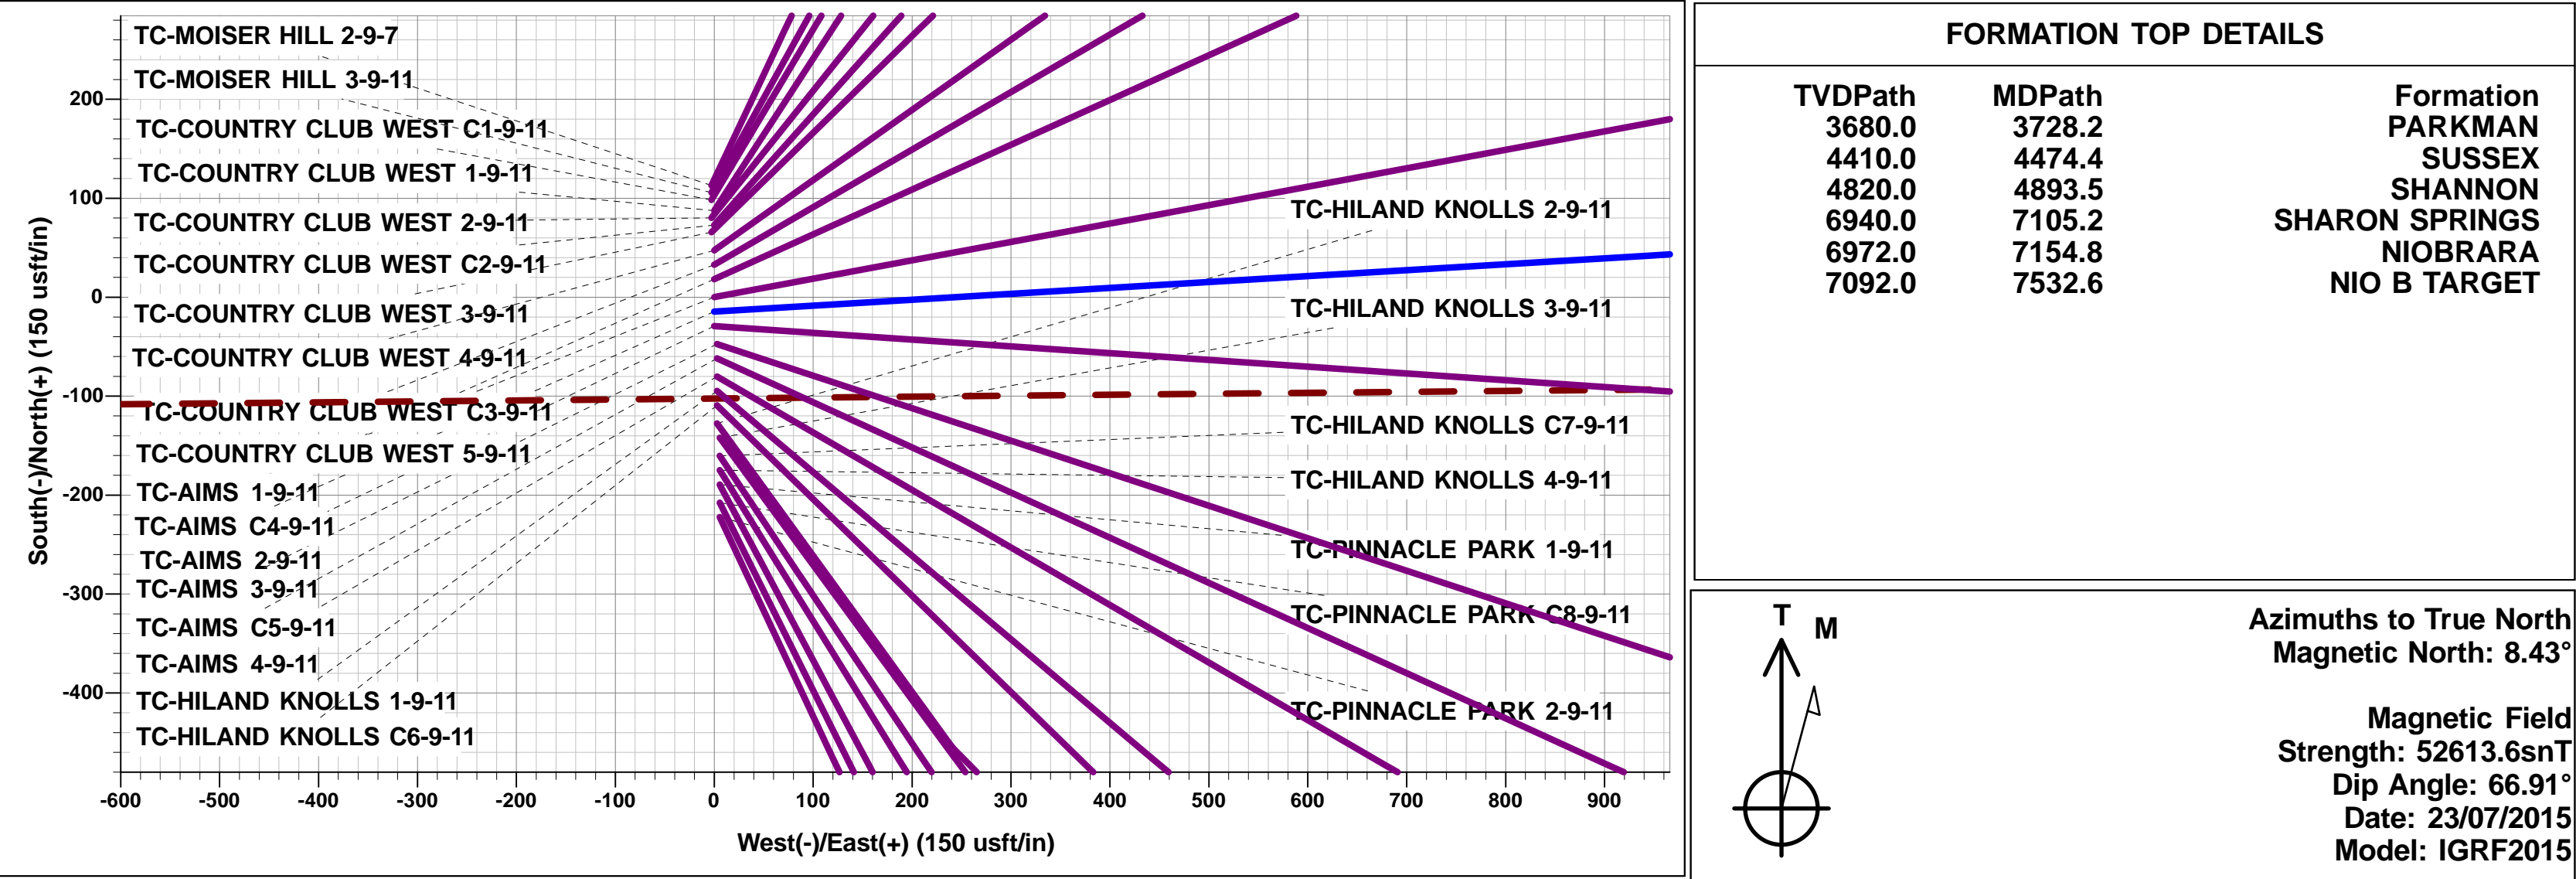 TC-MOISER HILL 2-9-7
TC-MOISER HILL 3-9-11
TC-COUNTRY CLUB WEST C1-9-11
TC-COUNTRY CLUB WEST 1-9-11
TC-COUNTRY CLUB WEST 2-9-11
TC-COUNTRY CLUB WEST C2-9-11
TC-COUNTRY CLUB WEST 3-9-11
TC-COUNTRY CLUB WEST 4-9-11
TC-COUNTRY CLUB WEST C3-9-11
TC-COUNTRY CLUB WEST 5-9-11
TC-AIMS 1-9-11
TC-AIMS C4-9-11
TC-AIMS 2-9-11
TC-AIMS 3-9-11
TC-AIMS C5-9-11
TC-AIMS 4-9-11
TC-HILAND KNOLLS 1-9-11
TC-HILAND KNOLLS C6-9-11
TC-HILAND KNOLLS 2-9-11
TC-HILAND KNOLLS 3-9-11
TC-HILAND KNOLLS C7-9-11
TC-HILAND KNOLLS 4-9-11
TC-PINNACLE PARK 1-9-11
TC-PINNACLE PARK C8-9-11
TC-PINNACLE PARK 2-9-11
South(-)/North(+) (150 usft/in)
200
100
0
-100
-200
-300
-400
-600 -500 -400 -300 -200 -100 0 100 200 300 400 500 600 700 800 900
West(-)/East(+) (150 usft/in)
FORMATION TOP DETAILS
TVDPath MDPath Formation
3680.0 3728.2 PARKMAN
4410.0 4474.4 SUSSEX
4820.0 4893.5 SHANNON
6940.0 7105.2 SHARON SPRINGS
6972.0 7154.8 NIOBRARA
7092.0 7532.6 NIO B TARGET
T M
Azimuths to True North
Magnetic North: 8.43°
Magnetic Field
Strength: 52613.6snT
Dip Angle: 66.91°
Date: 23/07/2015
Model: IGRF2015